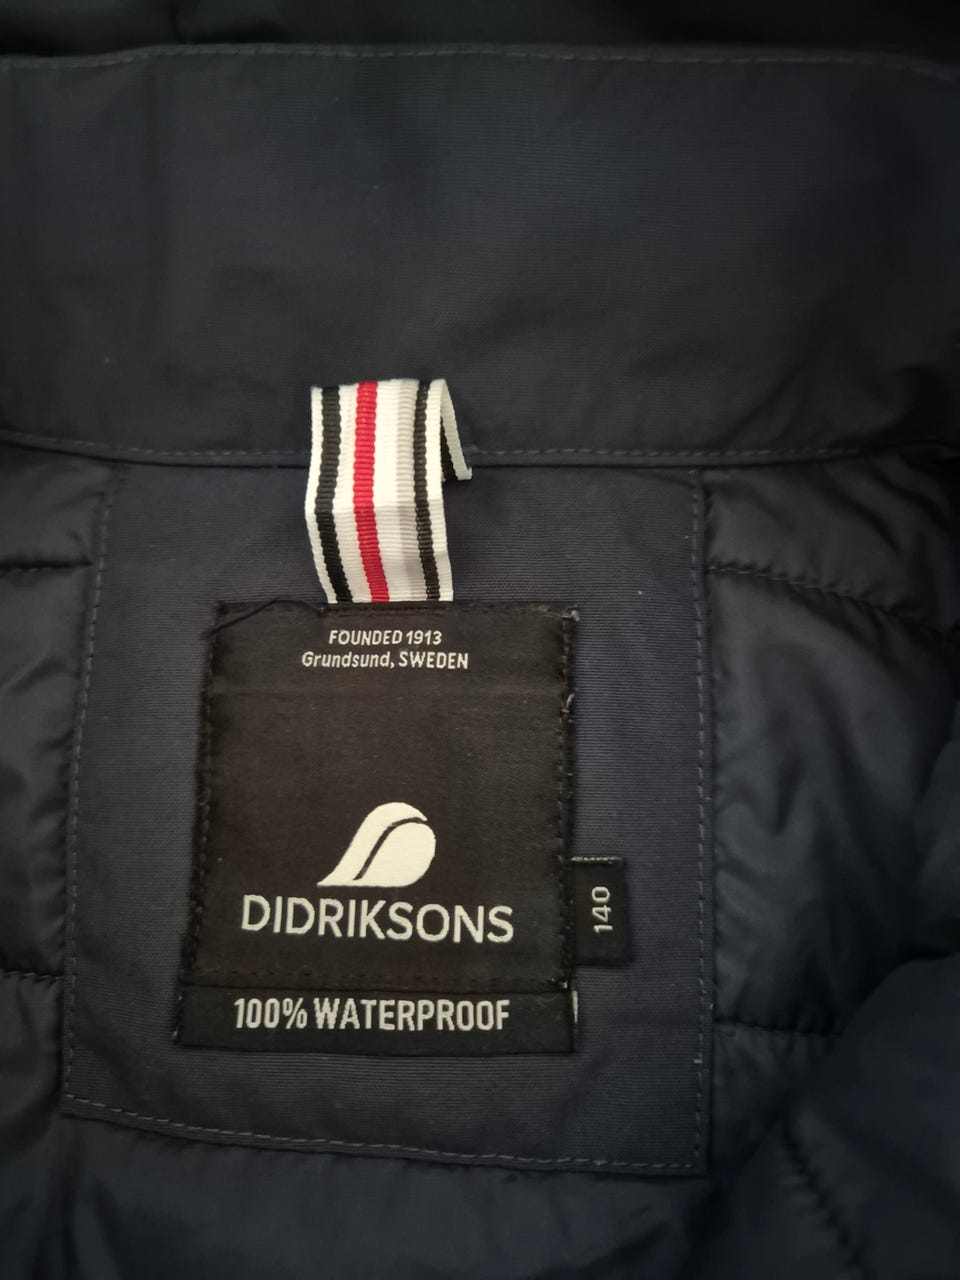 FOUNDED 1913
Grundsund, SWEDEN
DIDRIKSONS
140
100% WATERPROOF